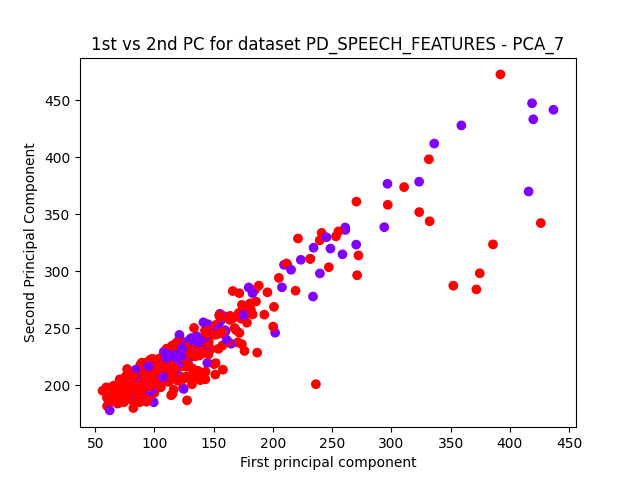 1st vs 2nd PC for dataset PD_SPEECH_FEATURES - PCA_7
Second Principal Component
450
400
350
300
250
200
50 100 150 200 250 300 350 400 450
First principal component